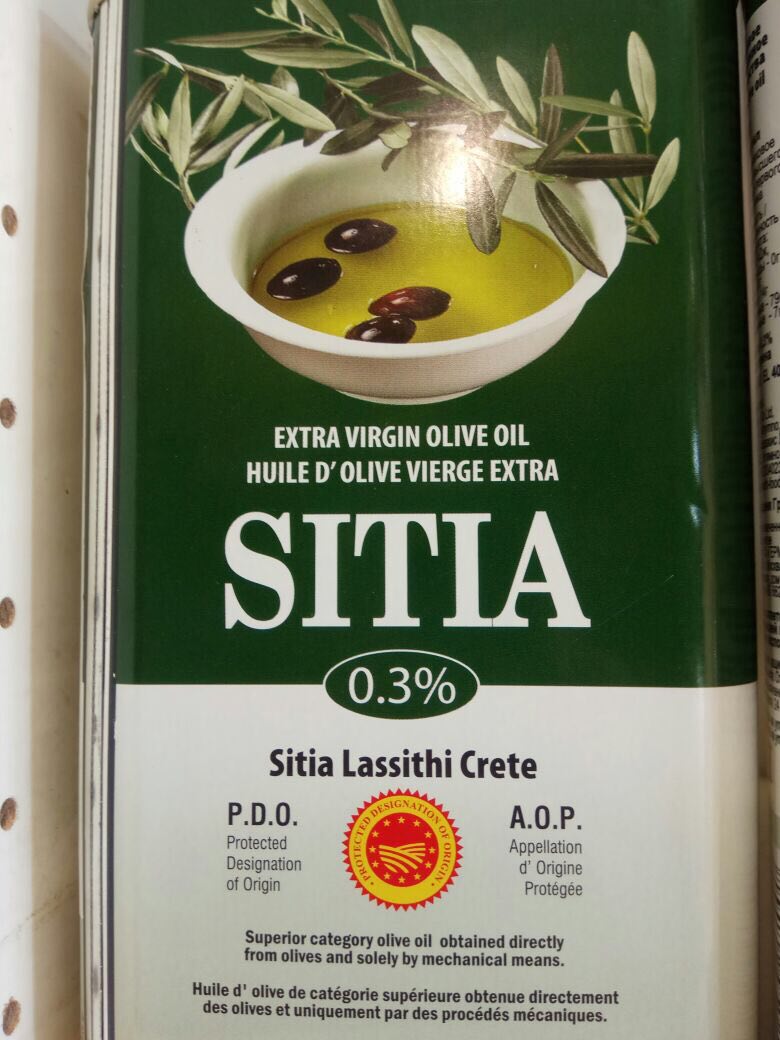 EXTRA VIRGIN OLIVE OIL
HUILE D' OLIVE VIERGE EXTRA
SITIA
0.3%
Sitia Lassithi Crete
P.D.O.
Protected
Designation
of Origin
PROTECTED DESIGNATION OF ORIGIN
A.O.P.
Appellation
d' Origine
Protégée
Superior category olive oil obtained directly
from olives and solely by mechanical means.
Huile d' olive de catégorie supérieure obtenue directement
des olives et uniquement par des procédés mécaniques.